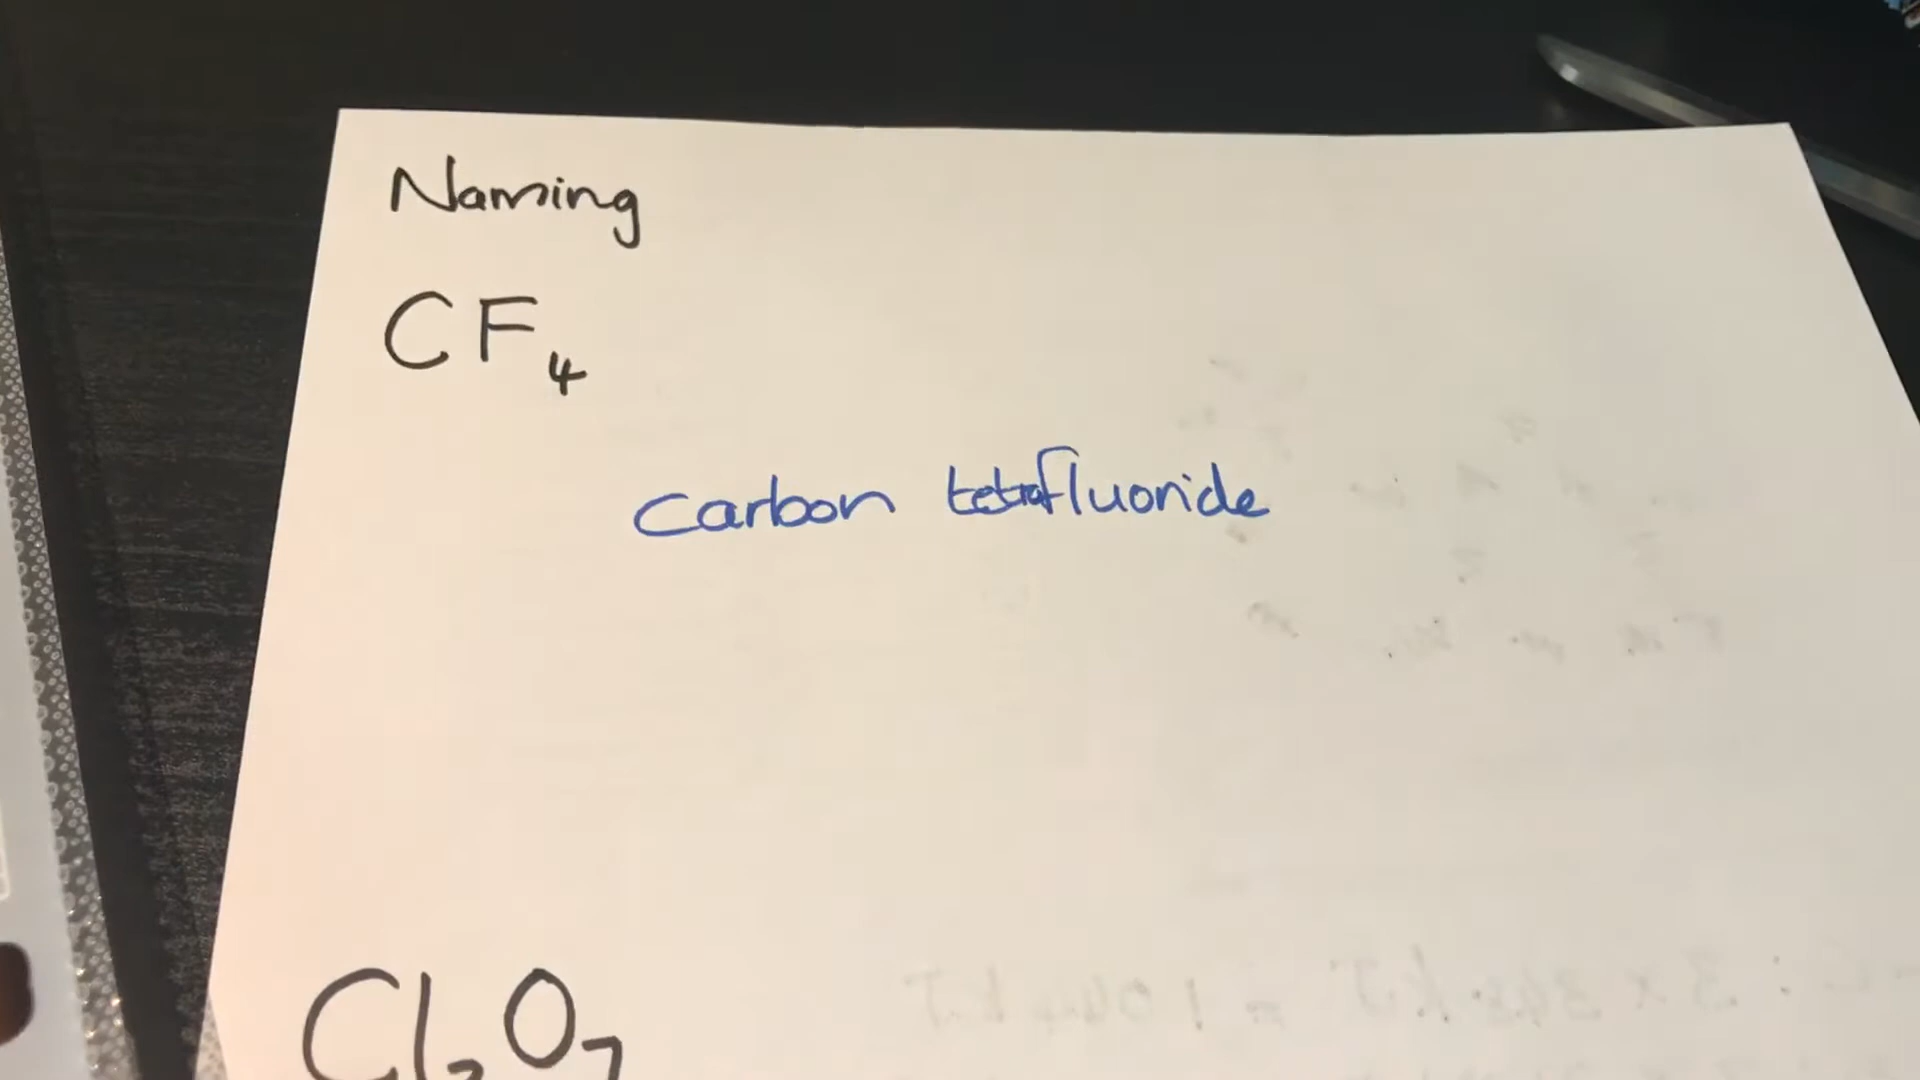 Naming
CF₄
carbon tetrafluoride
Cl₂O₇